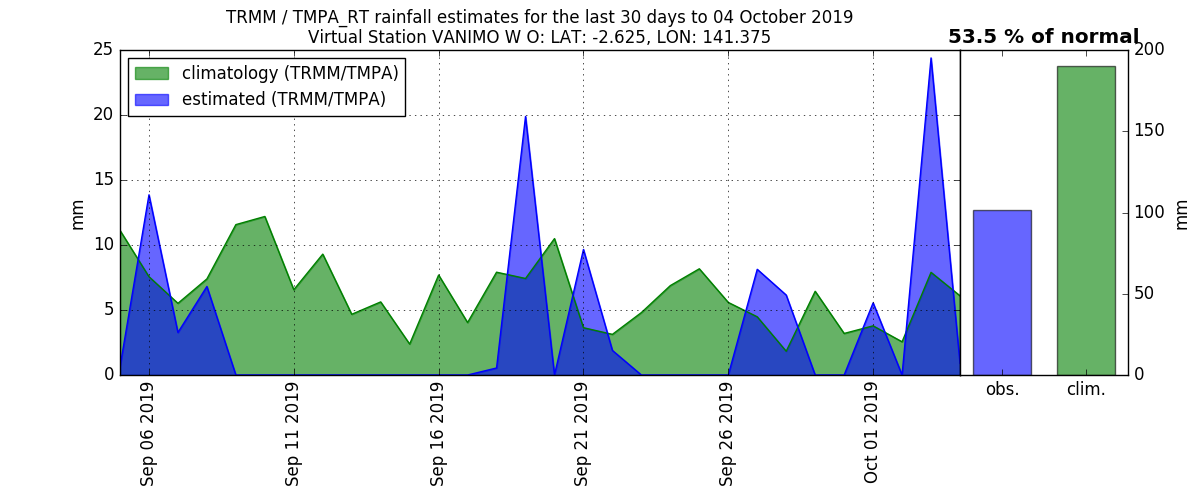 TRMM / TMPA_RT rainfall estimates for the last 30 days to 04 October 2019
Virtual Station VANIMO W O: LAT: -2.625, LON: 141.375
53.5 % of normal
climatology (TRMM/TMPA)
estimated (TRMM/TMPA)
25
20
15
10
5
0
mm
Sep 06 2019
Sep 11 2019
Sep 16 2019
Sep 21 2019
Sep 26 2019
Oct 01 2019
obs.
clim.
200
150
100
50
0
mm